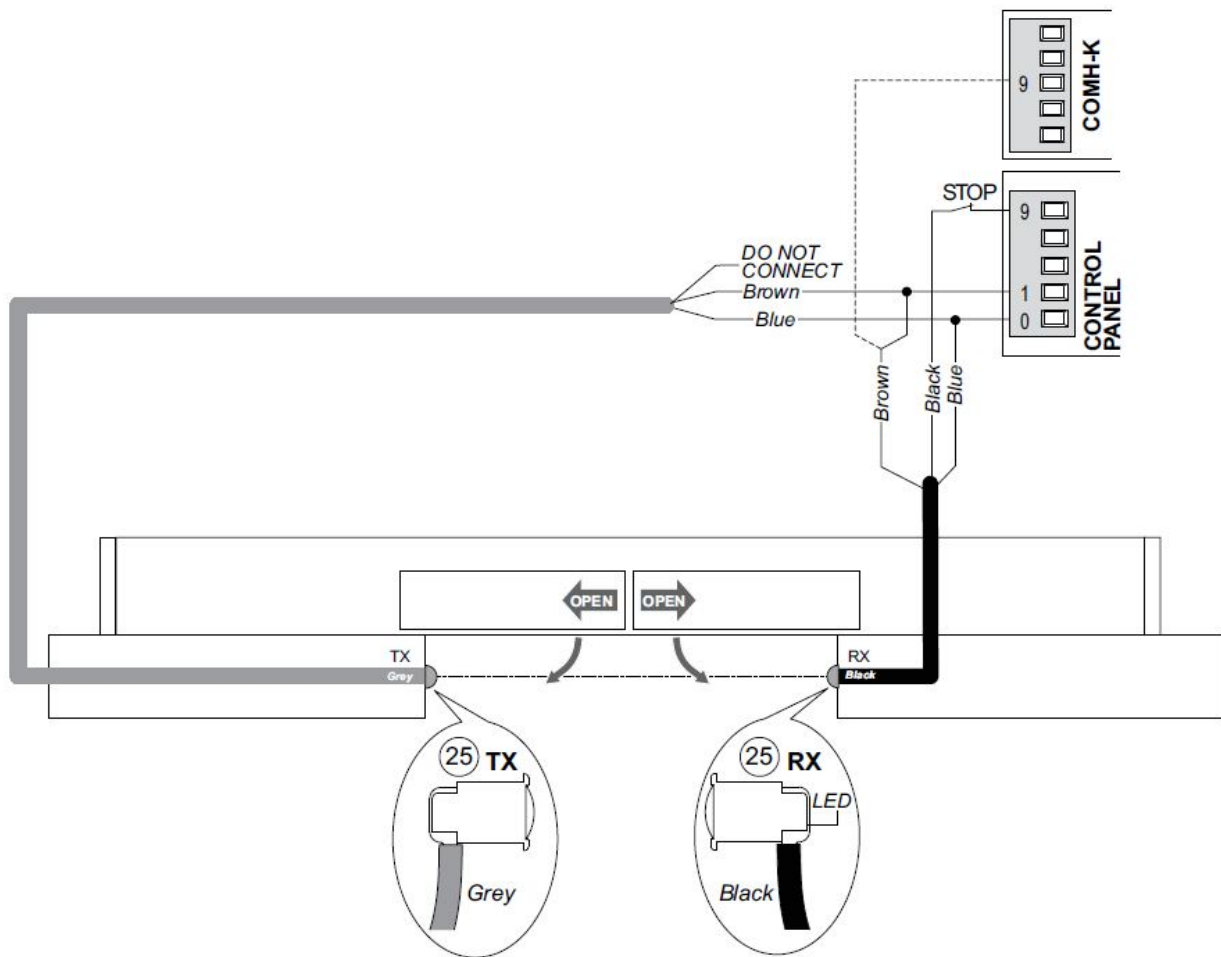 9
COMH-K
STOP
9
DO NOT
CONNECT
Brown
1
Blue
0
CONTROL
PANEL
Brown
Black
Blue
OPEN
OPEN
TX
Grey
RX
Black
25 TX
25 RX
LED
Grey
Black